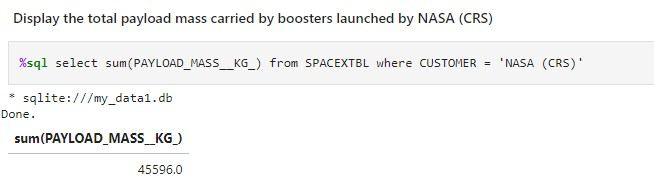 Display the total payload mass carried by boosters launched by NASA (CRS)
%sql select sum(PAYLOAD_MASS__KG_) from SPACEXTBL where CUSTOMER = 'NASA (CRS)'
* sqlite:///my_data1.db
Done.
sum(PAYLOAD_MASS__KG_)
45596.0